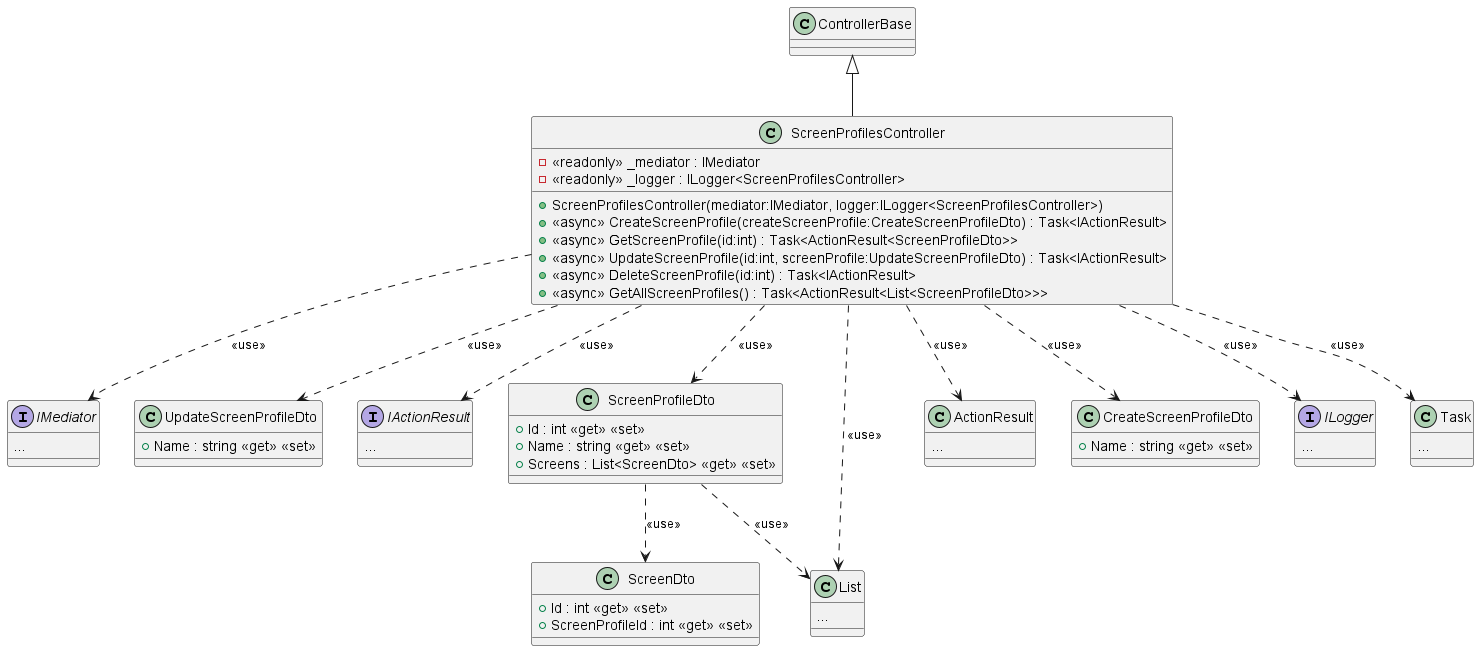 C ControllerBase
C ScreenProfilesController
«readonly» _mediator : IMediator
«readonly» _logger : ILogger<ScreenProfilesController>
ScreenProfilesController(mediator:IMediator, logger:ILogger<ScreenProfilesController>)
«async» CreateScreenProfile(createScreenProfile:CreateScreenProfileDto) : Task<IActionResult>
«async» GetScreenProfile(id:int) : Task<ActionResult<ScreenProfileDto>>
«async» UpdateScreenProfile(id:int, screenProfile:UpdateScreenProfileDto) : Task<IActionResult>
«async» DeleteScreenProfile(id:int) : Task<IActionResult>
«async» GetAllScreenProfiles() : Task<ActionResult<List<ScreenProfileDto>>>
«use»
«use»
«use»
«use»
«use»
«use»
«use»
«use»
«use»
I IMediator
...
C UpdateScreenProfileDto
Name : string «get» «set»
I IActionResult
...
C ScreenProfileDto
Id : int «get» «set»
Name : string «get» «set»
Screens : List<ScreenDto> «get» «set»
C ActionResult
...
C CreateScreenProfileDto
Name : string «get» «set»
I ILogger
...
C Task
...
«use»
«use»
C ScreenDto
Id : int «get» «set»
ScreenProfileId : int «get» «set»
C List
...